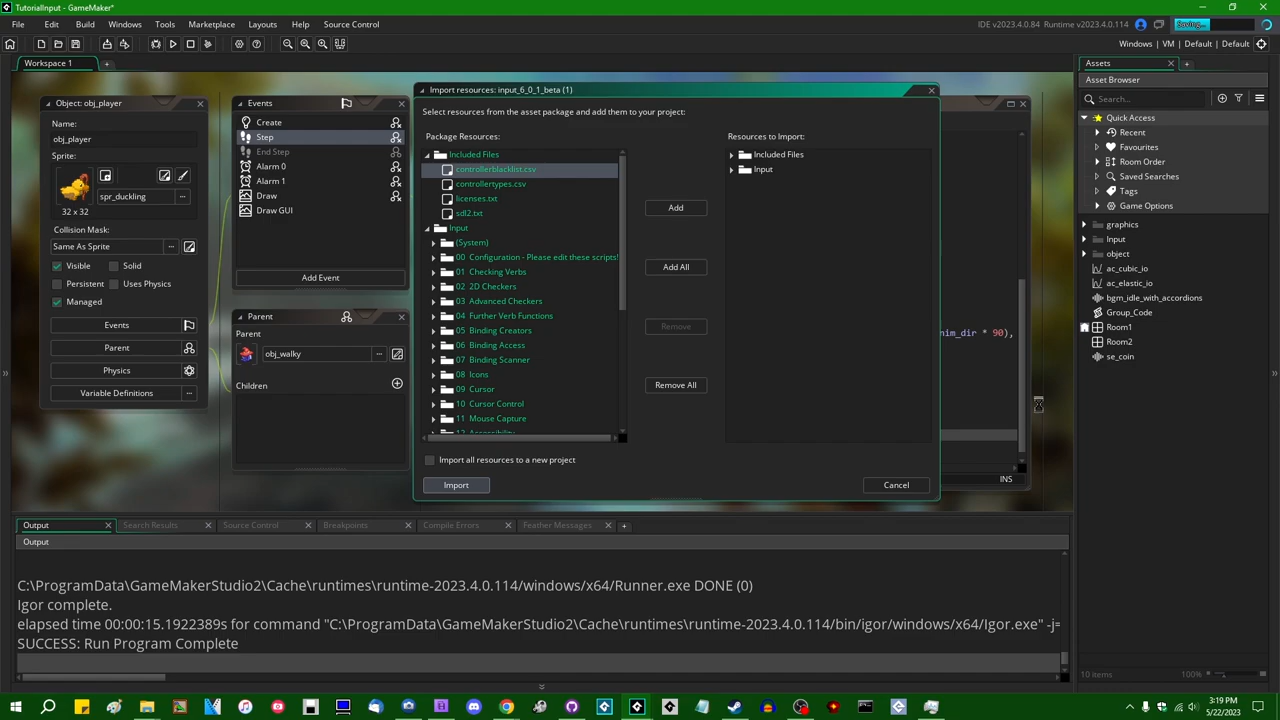 TutorialInput - GameMaker*
File Edit Build Windows Tools Marketplace Layouts Help Source Control
IDE v2023.4.0.84 Runtime v2023.4.0.114
Saving...
Windows | VM | Default | Default
Workspace 1
Object: obj_player
Name:
obj_player
Sprite:
spr_duckling
32 x 32
Collision Mask:
Same As Sprite
Visible Solid
Persistent Uses Physics
Managed
Events
Parent
Physics
Variable Definitions
Events
Create
Step
End Step
Alarm 0
Alarm 1
Draw
Draw GUI
Add Event
Parent
Parent
obj_walky
Children
Import resources: input_6_0_1_beta (1)
Select resources from the asset package and add them to your project:
Package Resources:
Included Files
controllerblacklist.csv
controllertypes.csv
licenses.txt
sdl2.txt
Input
(System)
00 Configuration - Please edit these scripts!
01 Checking Verbs
02 2D Checkers
03 Advanced Checkers
04 Further Verb Functions
05 Binding Creators
06 Binding Access
07 Binding Scanner
08 Icons
09 Cursor
10 Cursor Control
11 Mouse Capture
12 Accessibility
Add
Add All
Remove
Remove All
Resources to Import:
Included Files
Input
Import all resources to a new project
Import
Cancel
nim_dir * 90),
INS
Assets
Asset Browser
Search...
Quick Access
Recent
Favourites
Room Order
Saved Searches
Tags
Game Options
graphics
Input
object
ac_cubic_io
ac_elastic_io
bgm_idle_with_accordions
Group_Code
Room1
Room2
se_coin
10 Items 100%
Output Search Results Source Control Breakpoints Compile Errors Feather Messages
Output
C:\ProgramData\GameMakerStudio2\Cache\runtimes\runtime-2023.4.0.114/windows/x64/Runner.exe DONE (0)
Igor complete.
elapsed time 00:00:15.1922389s for command "C:\ProgramData\GameMakerStudio2\Cache\runtimes\runtime-2023.4.0.114/bin/igor/windows/x64/Igor.exe" -j=
SUCCESS: Run Program Complete
3:19 PM
5/22/2023